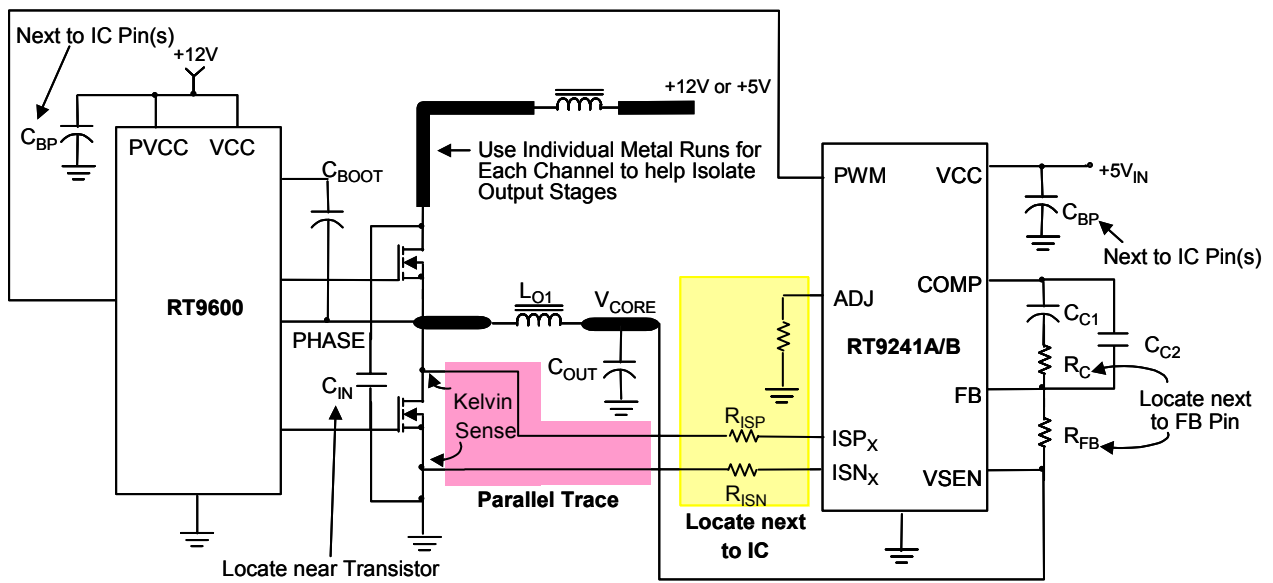 Next to IC Pin(s)
+12V
CBP
PVCC VCC
RT9600
CBOOT
PHASE
CIN
Locate near Transistor
+12V or +5V
Use Individual Metal Runs for
Each Channel to help Isolate
Output Stages
LO1
VCORE
COUT
Kelvin
Sense
Parallel Trace
RISP
RISN
Locate next
to IC
PWM
VCC
ADJ
COMP
RT9241A/B
FB
ISPX
ISNX
VSEN
+5VIN
CBP
Next to IC Pin(s)
CC1
CC2
RC
Locate next
to FB Pin
RFB